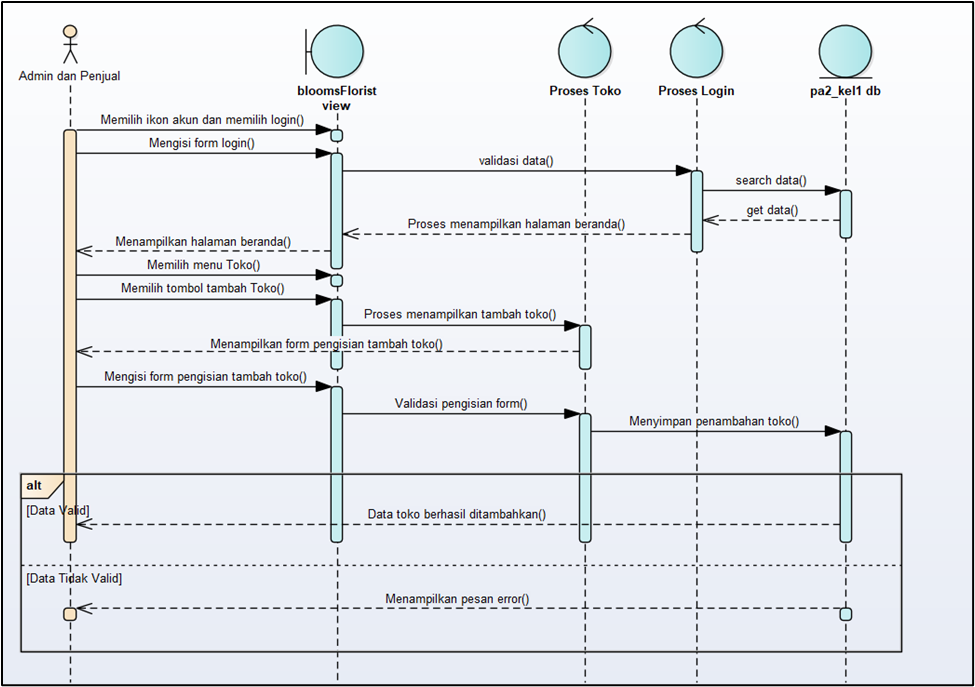 Admin dan Penjual
bloomsFlorist
view
Proses Toko
Proses Login
pa2_kel1 db
Memilih ikon akun dan memilih login()
Mengisi form login()
validasi data()
search data()
get data()
Proses menampilkan halaman beranda()
Menampilkan halaman beranda()
Memilih menu Toko()
Memilih tombol tambah Toko()
Proses menampilkan tambah toko()
Menampilkan form pengisian tambah toko()
Mengisi form pengisian tambah toko()
Validasi pengisian form()
Menyimpan penambahan toko()
alt
[Data Valid]
Data toko berhasil ditambahkan()
[Data Tidak Valid]
Menampilkan pesan error()